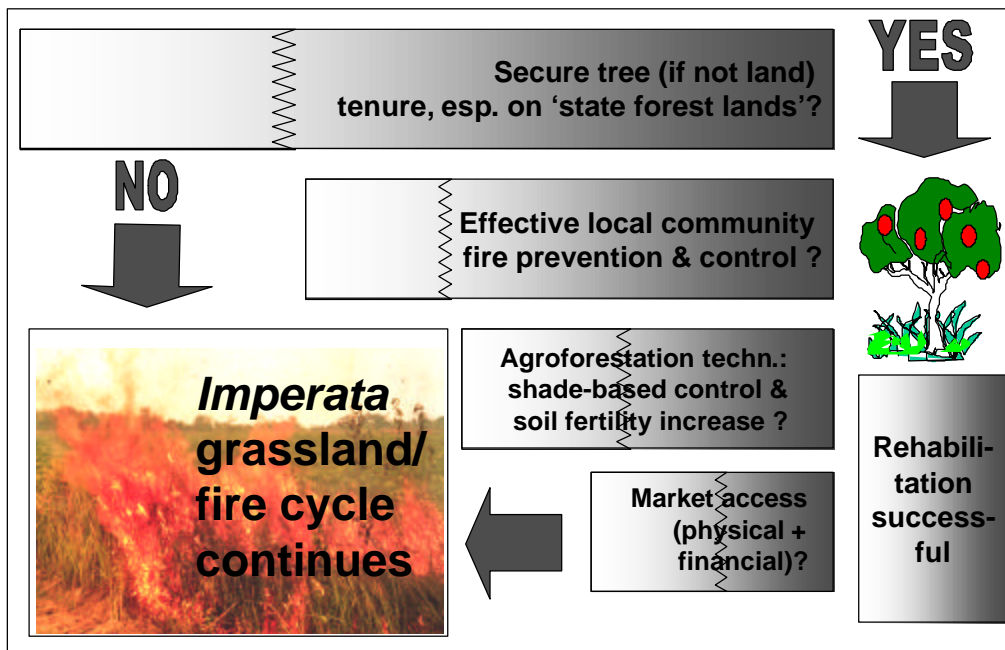 YES
Secure tree (if not land)
tenure, esp. on ‘state forest lands’?
NO
Effective local community
fire prevention & control ?
Agroforestation techn.:
shade-based control &
soil fertility increase ?
Market access
(physical +
financial)?
Imperata
grassland/
fire cycle
continues
Rehabili-
tation
success-
ful